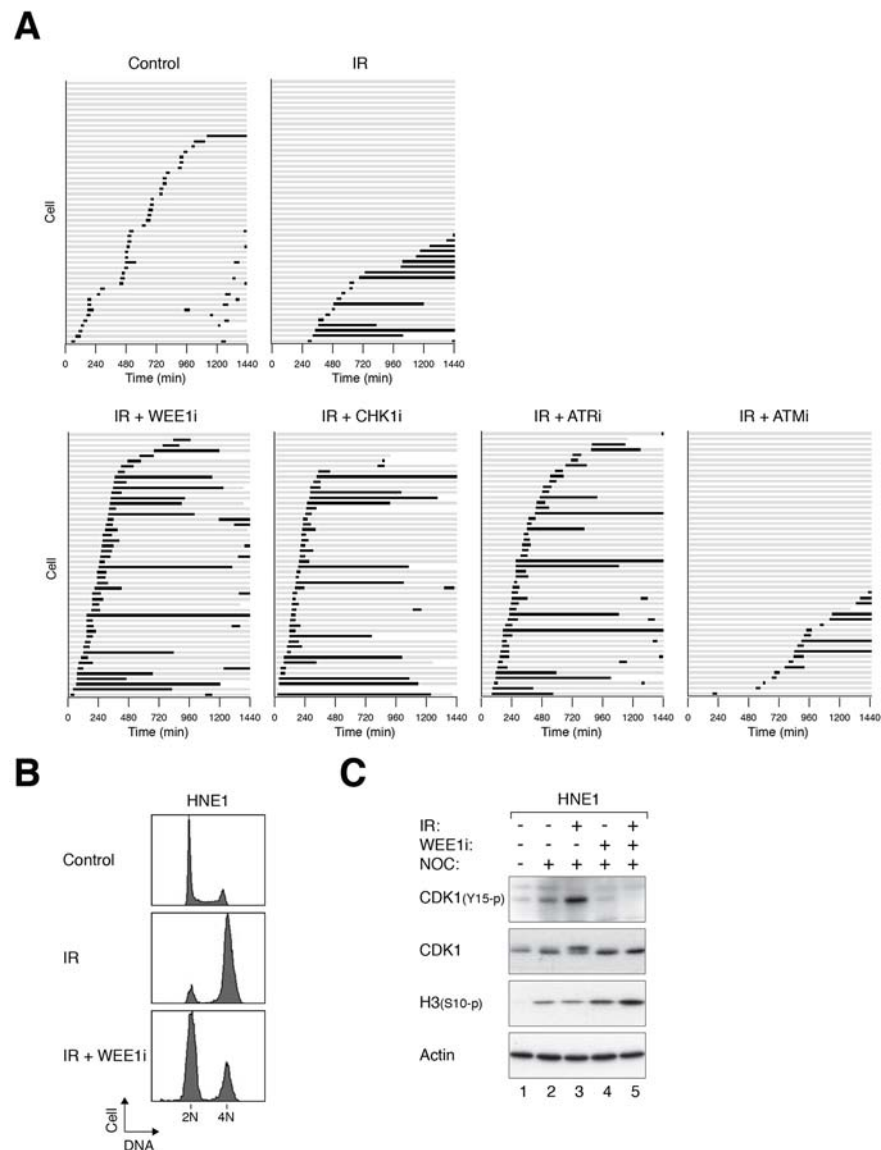 A
Control IR
Cell
0 240 480 720 960 1200 1440 0 240 480 720 960 1200 1440
Time (min) Time (min)
IR + WEE1i IR + CHK1i IR + ATRi IR + ATMi
Cell
0 240 480 720 960 1200 1440 0 240 480 720 960 1200 1440 0 240 480 720 960 1200 1440 0 240 480 720 960 1200 1440
Time (min) Time (min) Time (min) Time (min)
B
HNE1
Control
IR
IR + WEE1i
2N 4N
Cell
DNA
C
HNE1
IR: - - + - +
WEE1i: - - - + +
NOC: - + + + +
CDK1(Y15-p)
CDK1
H3(S10-p)
Actin
1 2 3 4 5